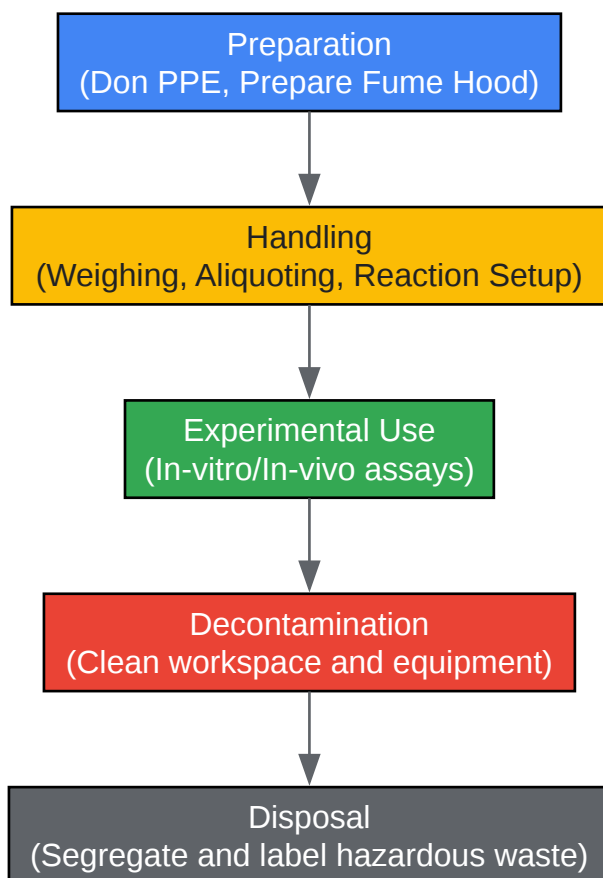 Preparation
(Don PPE, Prepare Fume Hood)
Handling
(Weighing, Aliquoting, Reaction Setup)
Experimental Use
(In-vitro/In-vivo assays)
Decontamination
(Clean workspace and equipment)
Disposal
(Segregate and label hazardous waste)